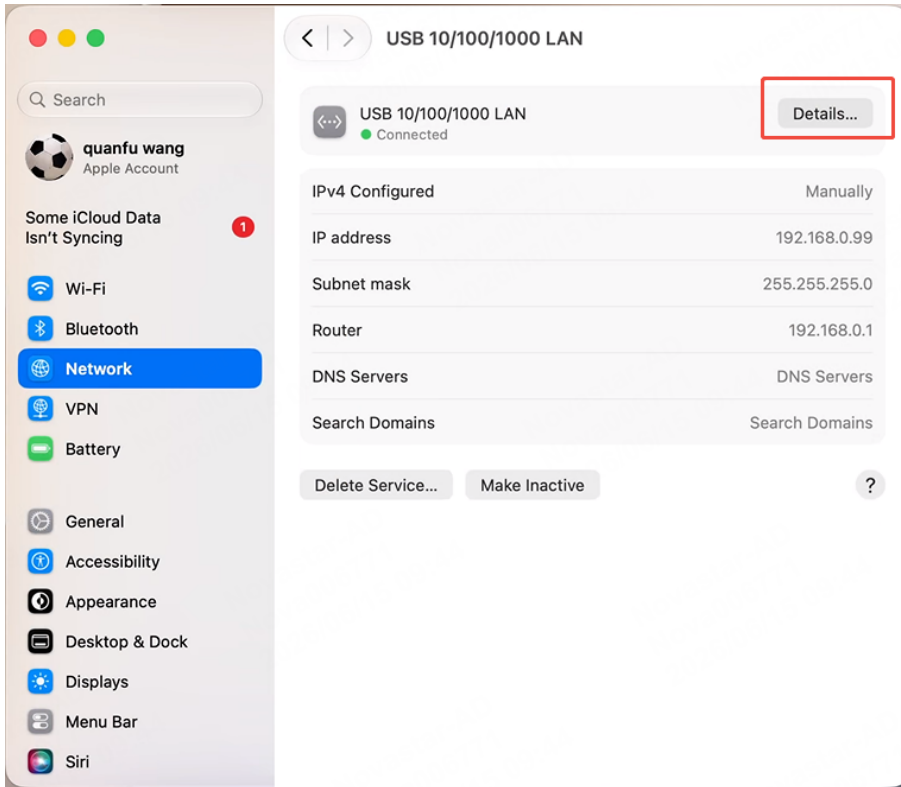 USB 10/100/1000 LAN
Search
quanfu wang
Apple Account
Some iCloud Data
Isn't Syncing
1
Wi-Fi
Bluetooth
Network
VPN
Battery
General
Accessibility
Appearance
Desktop & Dock
Displays
Menu Bar
Siri
USB 10/100/1000 LAN
Connected
Details...
IPv4 Configured Manually
IP address 192.168.0.99
Subnet mask 255.255.255.0
Router 192.168.0.1
DNS Servers DNS Servers
Search Domains Search Domains
Delete Service... Make Inactive ?